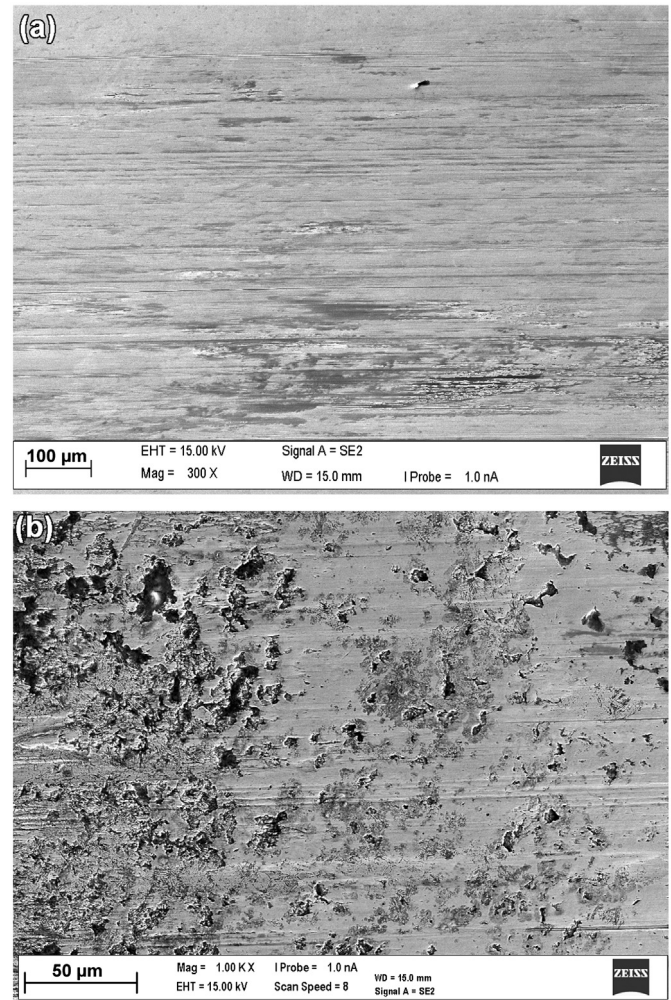 (a)
100 µm
EHT = 15.00 kV
Signal A = SE2
Mag = 300 X
WD = 15.0 mm
I Probe = 1.0 nA
ZEISS
(b)
50 µm
Mag = 1.00 K X
I Probe = 1.0 nA
WD = 15.0 mm
EHT = 15.00 kV
Scan Speed = 8
Signal A = SE2
ZEISS